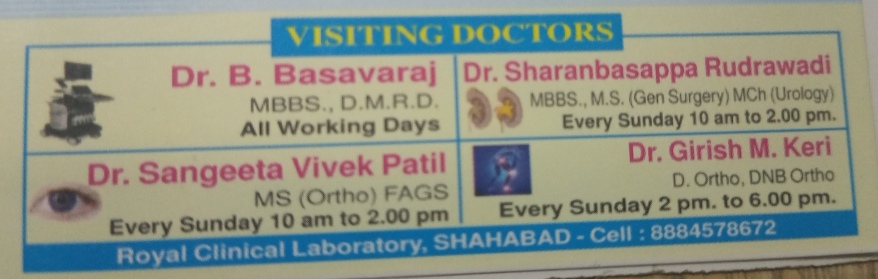 VISITING DOCTORS
Dr. B. Basavaraj
MBBS., D.M.R.D.
All Working Days
Dr. Sharanbasappa Rudrawadi
MBBS., M.S. (Gen Surgery) MCh (Urology)
Every Sunday 10 am to 2.00 pm.
Dr. Sangeeta Vivek Patil
MS (Ortho) FAGS
Every Sunday 10 am to 2.00 pm
Dr. Girish M. Keri
D. Ortho, DNB Ortho
Every Sunday 2 pm. to 6.00 pm.
Royal Clinical Laboratory, SHAHABAD - Cell : 8884578672